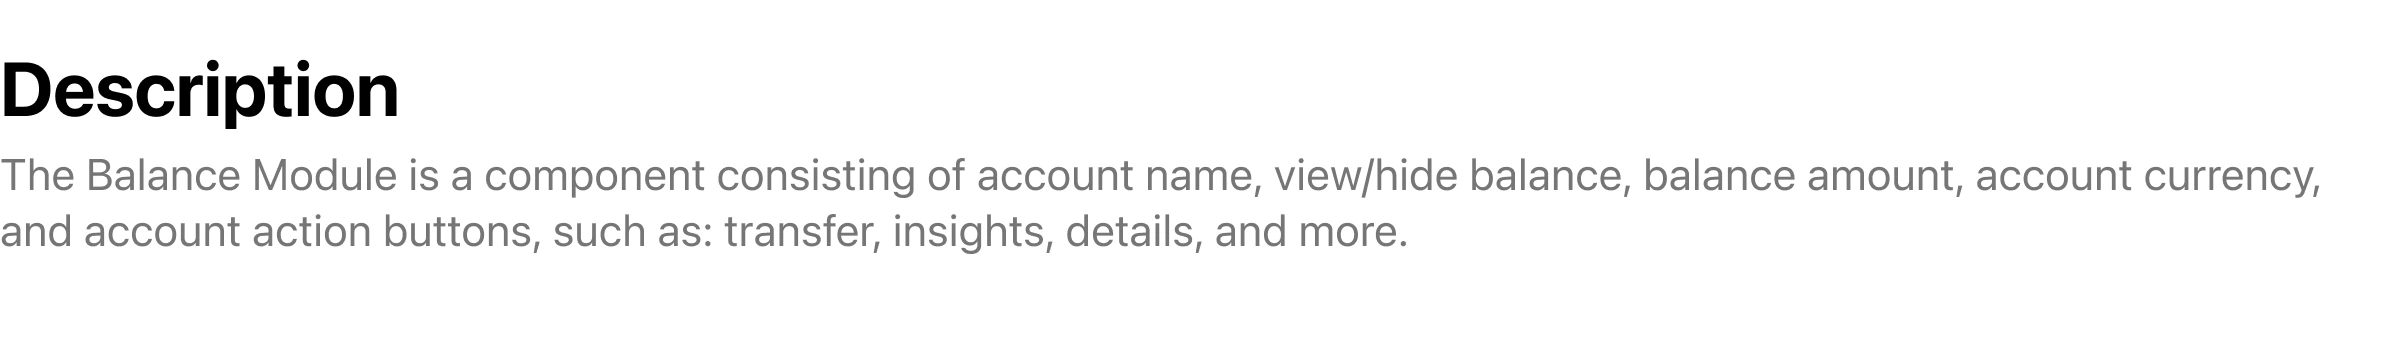 Description
The Balance Module is a component consisting of account name, view/hide balance, balance amount, account currency,
and account action buttons, such as: transfer, insights, details, and more.